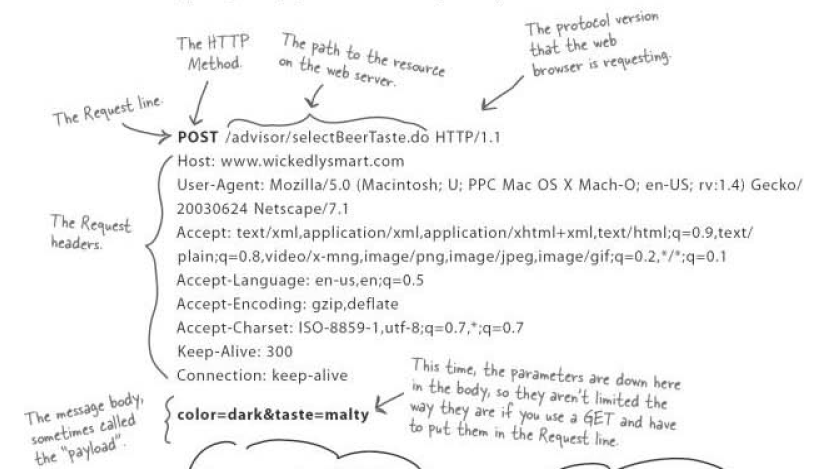 The HTTP
Method.
The path to the resource
on the web server.
The protocol version
that the web
browser is requesting.
The Request line.
POST /advisor/selectBeerTaste.do HTTP/1.1
Host: www.wickedlysmart.com
User-Agent: Mozilla/5.0 (Macintosh; U; PPC Mac OS X Mach-O; en-US; rv:1.4) Gecko/
20030624 Netscape/7.1
The Request
headers.
Accept: text/xml,application/xml,application/xhtml+xml,text/html;q=0.9,text/
plain;q=0.8,video/x-mng,image/png,image/jpeg,image/gif;q=0.2,*/*;q=0.1
Accept-Language: en-us,en;q=0.5
Accept-Encoding: gzip,deflate
Accept-Charset: ISO-8859-1,utf-8;q=0.7,*;q=0.7
Keep-Alive: 300
Connection: keep-alive
This time, the parameters are down here
in the body, so they aren't limited the
way they are if you use a GET and have
to put them in the Request line.
The message body,
sometimes called
the "payload".
color=dark&taste=malty